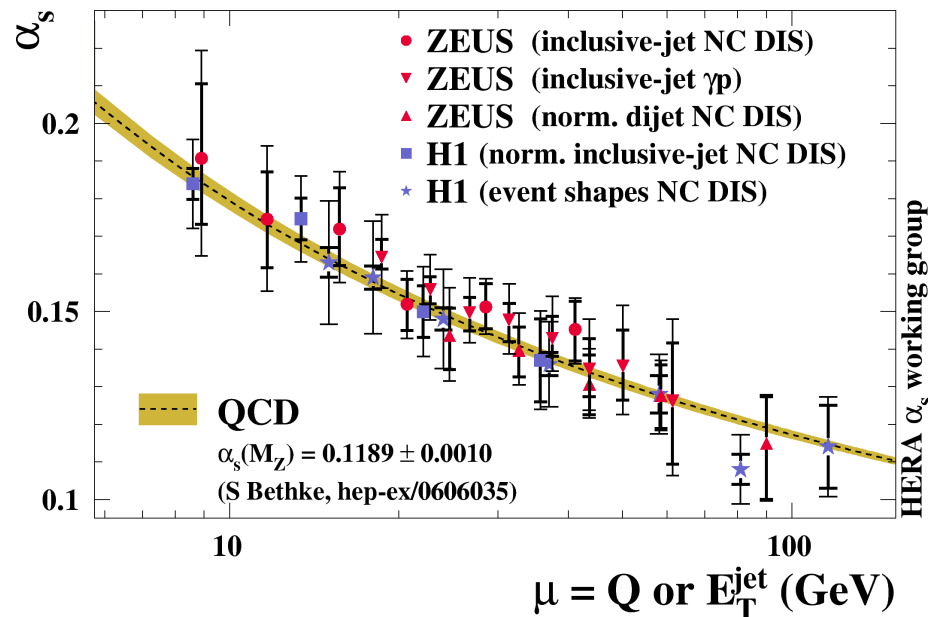 αs
0.2
0.15
0.1
ZEUS (inclusive-jet NC DIS)
ZEUS (inclusive-jet γp)
ZEUS (norm. dijet NC DIS)
H1 (norm. inclusive-jet NC DIS)
H1 (event shapes NC DIS)
QCD
αs(MZ) = 0.1189 ± 0.0010
(S Bethke, hep-ex/0606035)
HERA αs working group
10
100
μ = Q or E_T^jet (GeV)